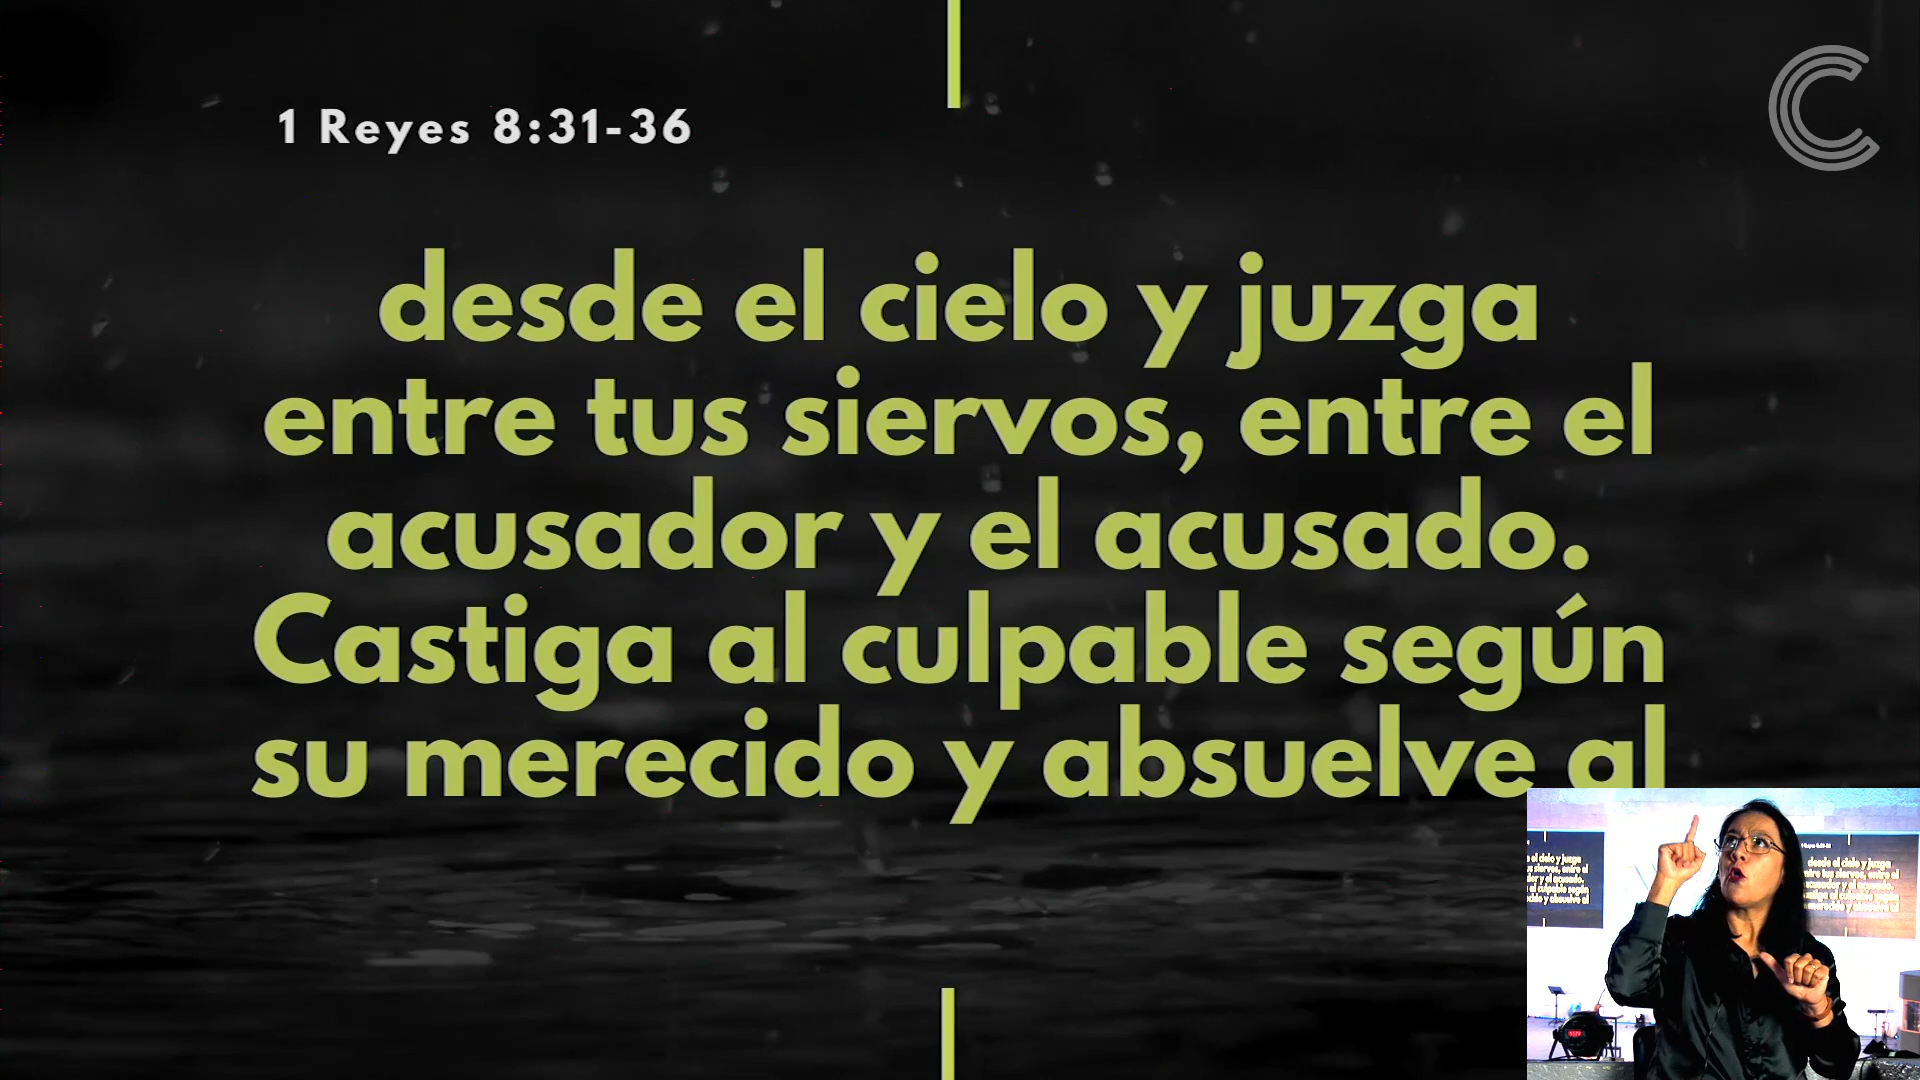 1 Reyes 8:31-36
desde el cielo y juzga
entre tus siervos, entre el
acusador y el acusado.
Castiga al culpable según
su merecido y absuelve al